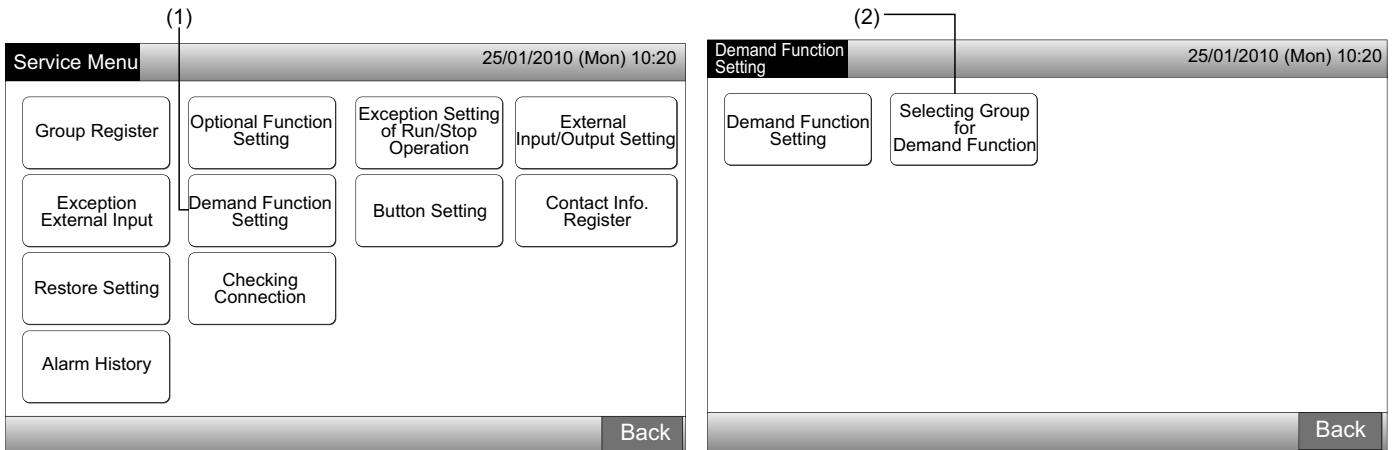 (1)
Service Menu
25/01/2010 (Mon) 10:20
Group Register
Optional Function
Setting
Exception Setting
of Run/Stop
Operation
External
Input/Output Setting
Exception
External Input
Demand Function
Setting
Button Setting
Contact Info.
Register
Restore Setting
Checking
Connection
Alarm History
Back
(2)
Demand Function
Setting
25/01/2010 (Mon) 10:20
Demand Function
Setting
Selecting Group
for
Demand Function
Back